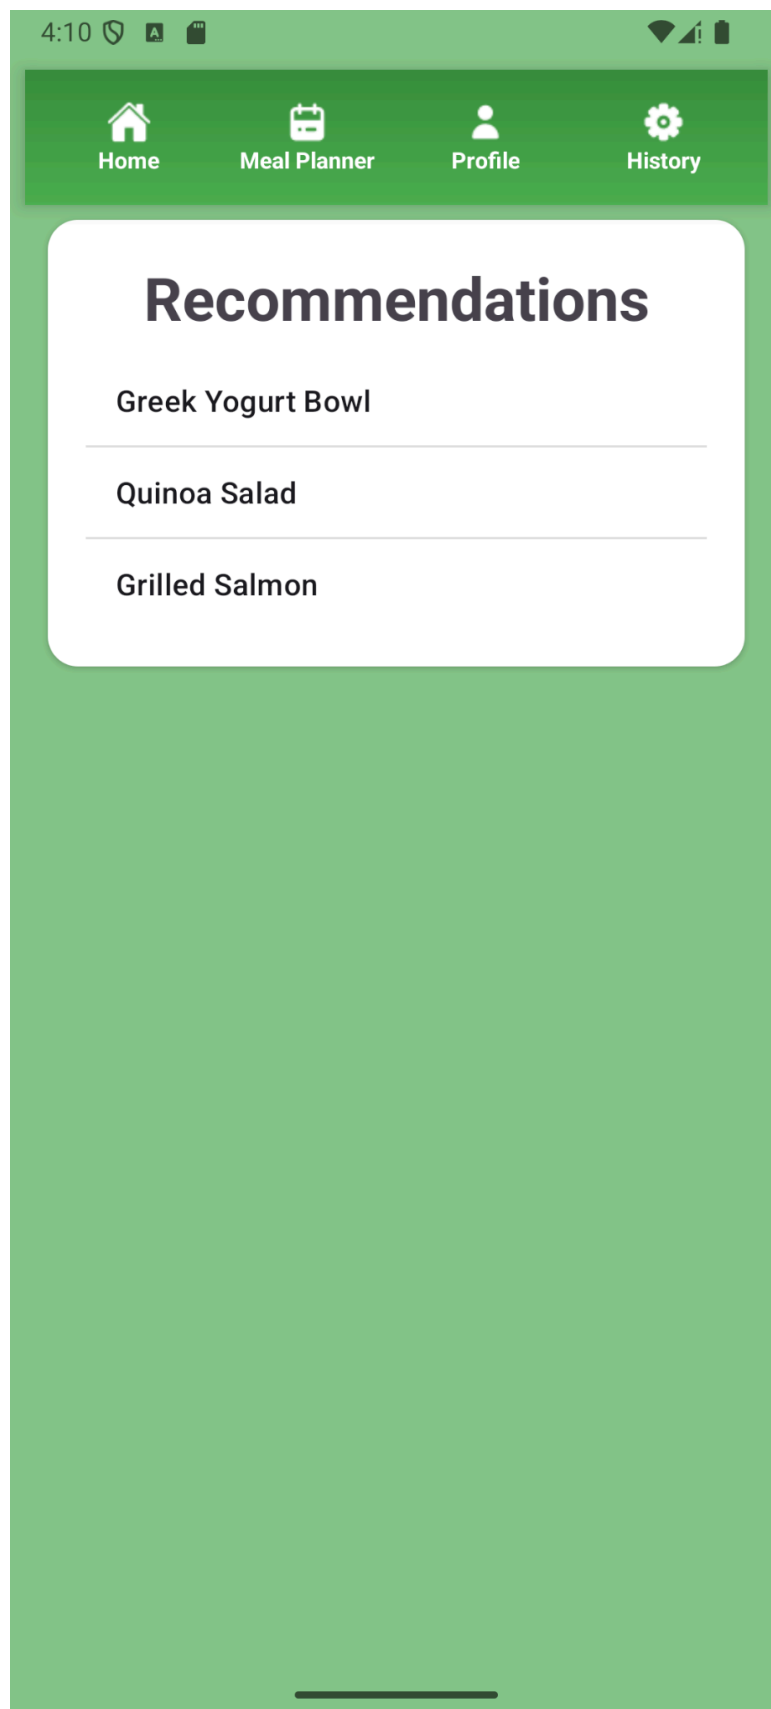 4:10
Home Meal Planner Profile History
Recommendations
Greek Yogurt Bowl
Quinoa Salad
Grilled Salmon